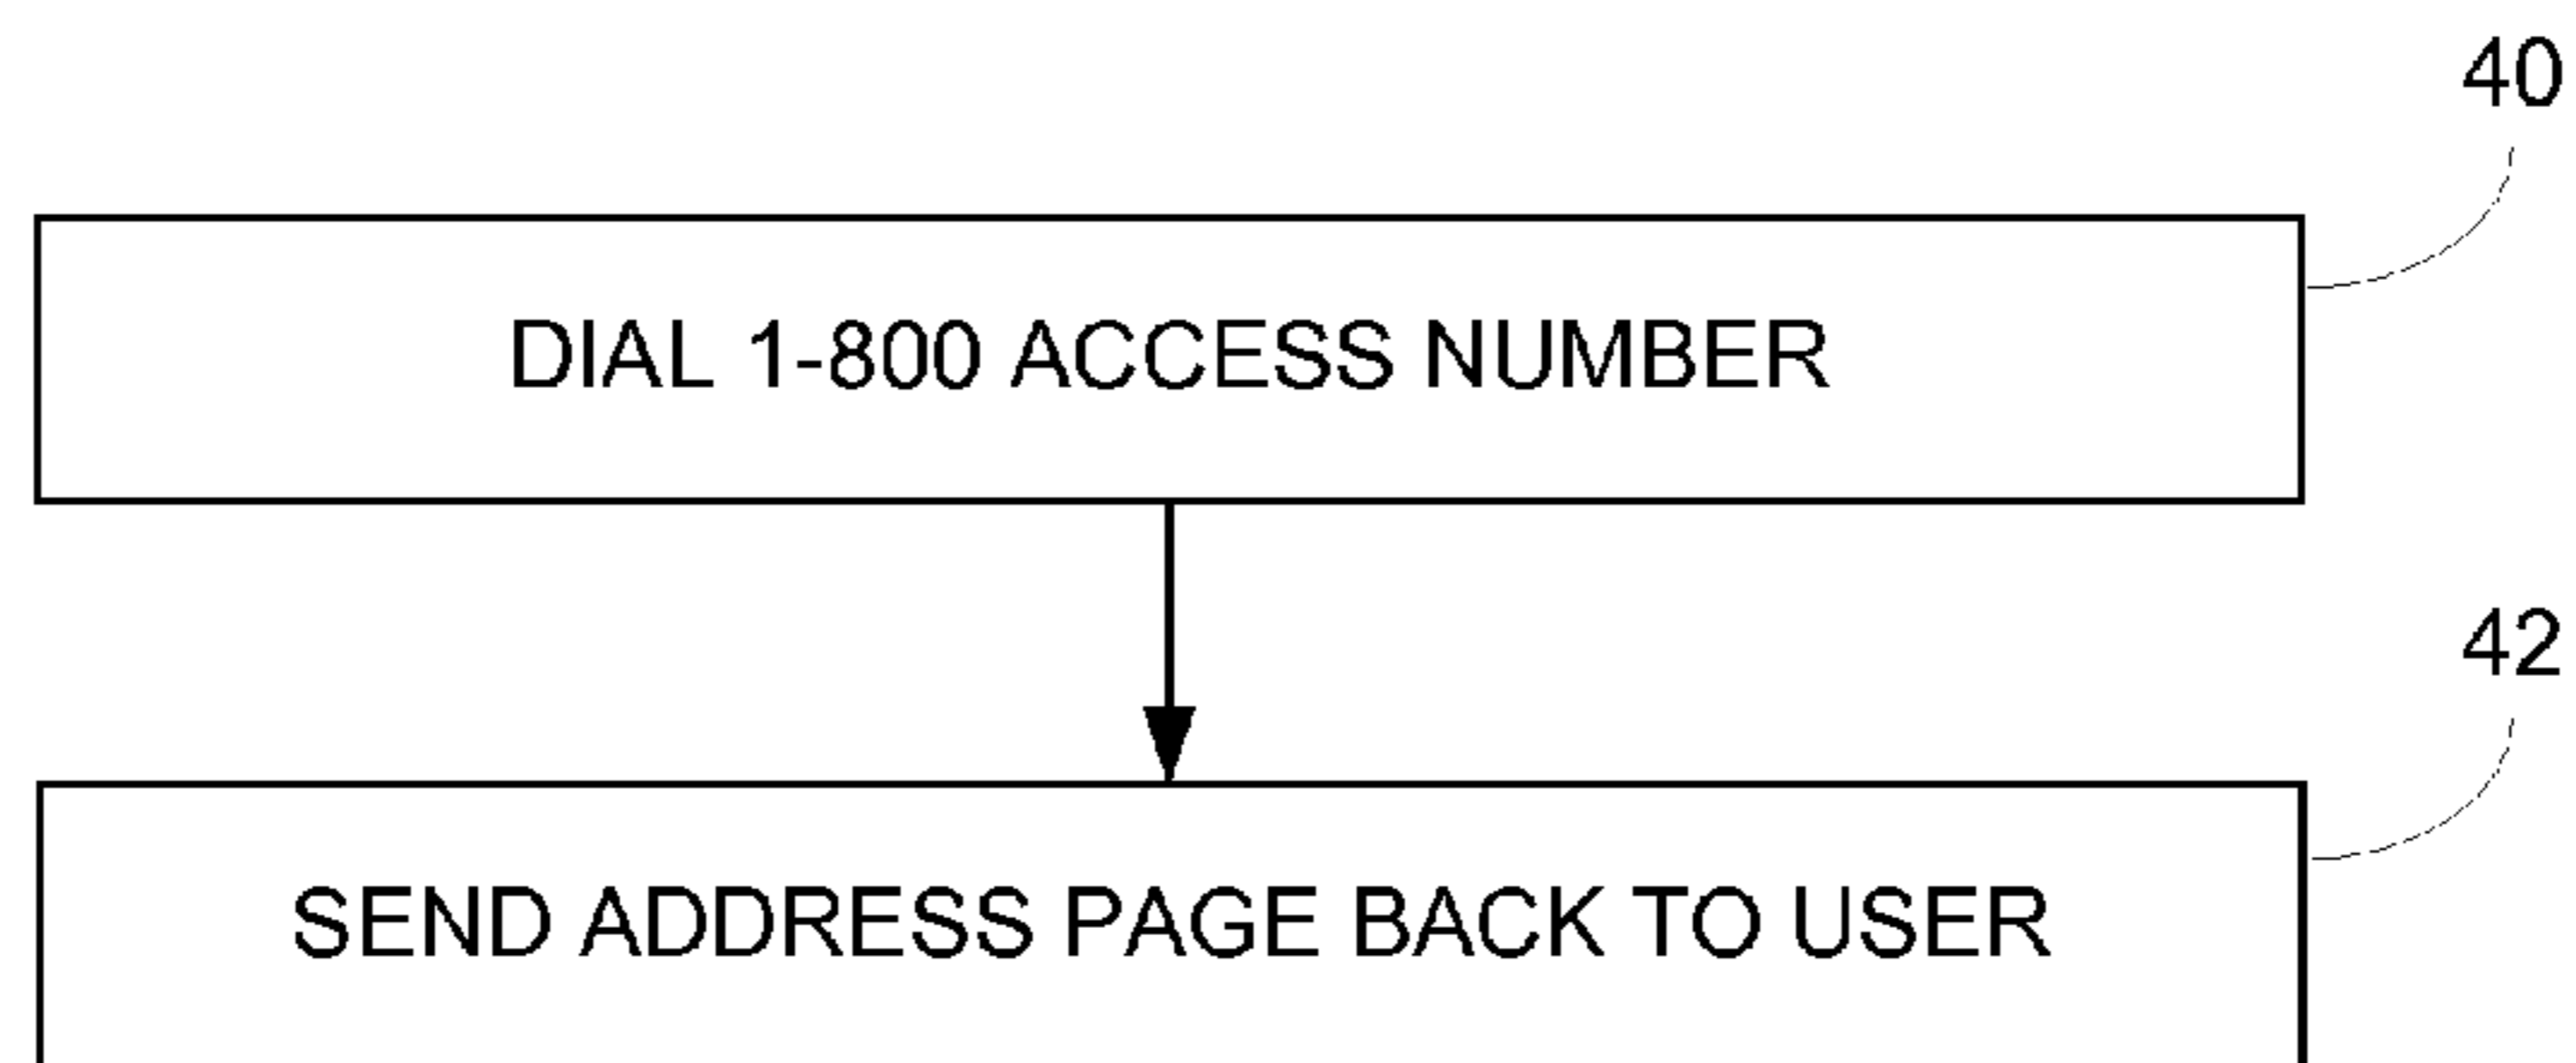 40
DIAL 1-800 ACCESS NUMBER
42
SEND ADDRESS PAGE BACK TO USER